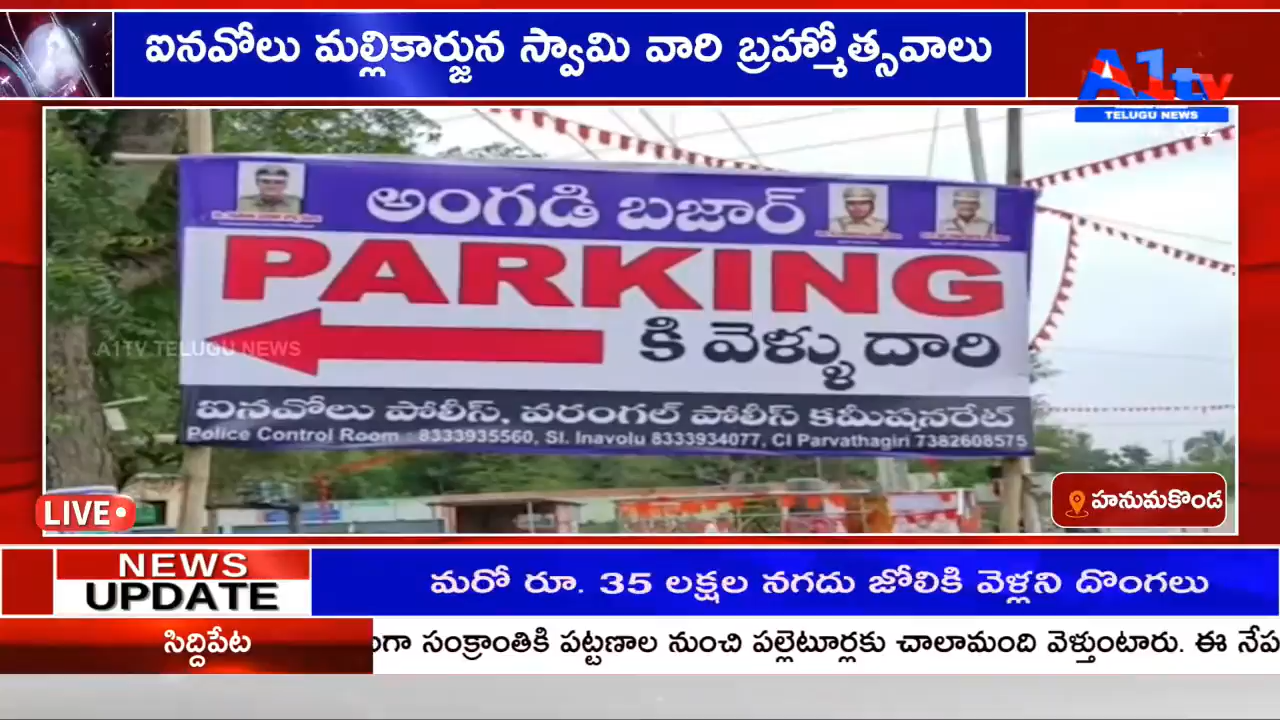 ఐనవోలు మల్లికార్జున స్వామి వారి బ్రహ్మోత్సవాలు
A1tv
TELUGU NEWS
అంగడి బజార్
PARKING
కి వెళ్ళు దారి
A1TV TELUGU NEWS
ఐనవోలు పోలీస్, వరంగల్ పోలీస్ కమీషనరేట్
Police Control Room : 8333935560, SI. Inavolu 8333934077, CI Parvathagiri 7382608575
LIVE
హనుమకొండ
NEWS
UPDATE
మరో రూ. 35 లక్షల నగదు జోలికి వెళ్లని దొంగలు
సిద్దిపేట
గా సంక్రాంతికి పట్టణాల నుంచి పల్లెటూర్లకు చాలామంది వెళ్తుంటారు. ఈ నేప